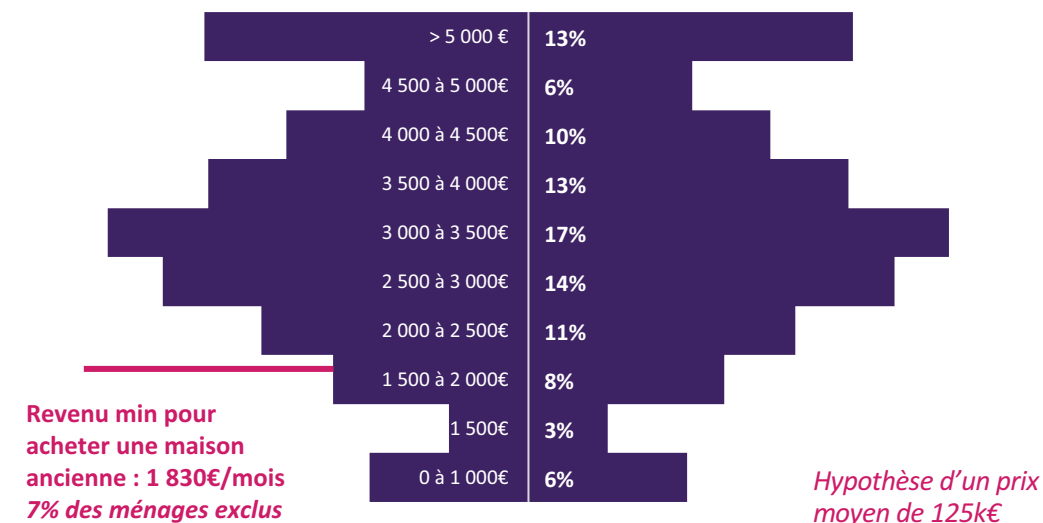 > 5 000 € 13%
4 500 à 5 000€ 6%
4 000 à 4 500€ 10%
3 500 à 4 000€ 13%
3 000 à 3 500€ 17%
2 500 à 3 000€ 14%
2 000 à 2 500€ 11%
1 500 à 2 000€ 8%
1 500€ 3%
0 à 1 000€ 6%
Revenu min pour
acheter une maison
ancienne : 1 830€/mois
7% des ménages exclus
Hypothèse d’un prix
moyen de 125k€